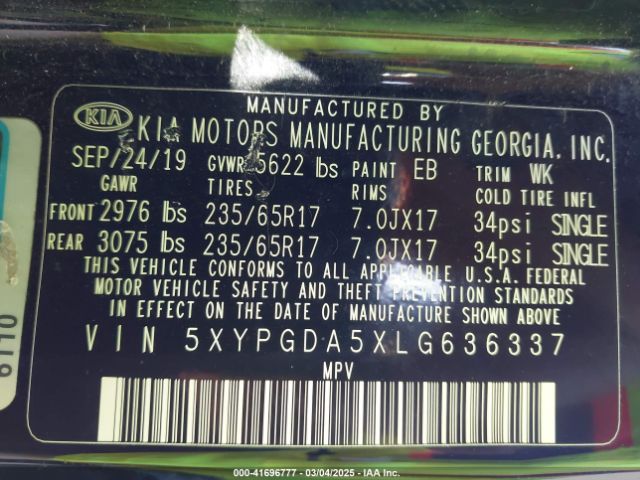 KIA
MANUFACTURED BY
KIA MOTORS MANUFACTURING GEORGIA, INC.
SEP/24/19 GVWR 5622 lbs PAINT EB TRIM WK
GAWR TIRES RIMS COLD TIRE INFL
FRONT 2976 lbs 235/65R17 7.0JX17 34psi SINGLE
REAR 3075 lbs 235/65R17 7.0JX17 34psi SINGLE
THIS VEHICLE CONFORMS TO ALL APPLICABLE U.S.A. FEDERAL
MOTOR VEHICLE SAFETY AND THEFT PREVENTION STANDARDS
IN EFFECT ON THE DATE OF MANUFACTURE SHOWN ABOVE
VIN 5XYPGDA5XLG636337
MPV
6110
000-41696777 - 03/04/2025 - IAA Inc.